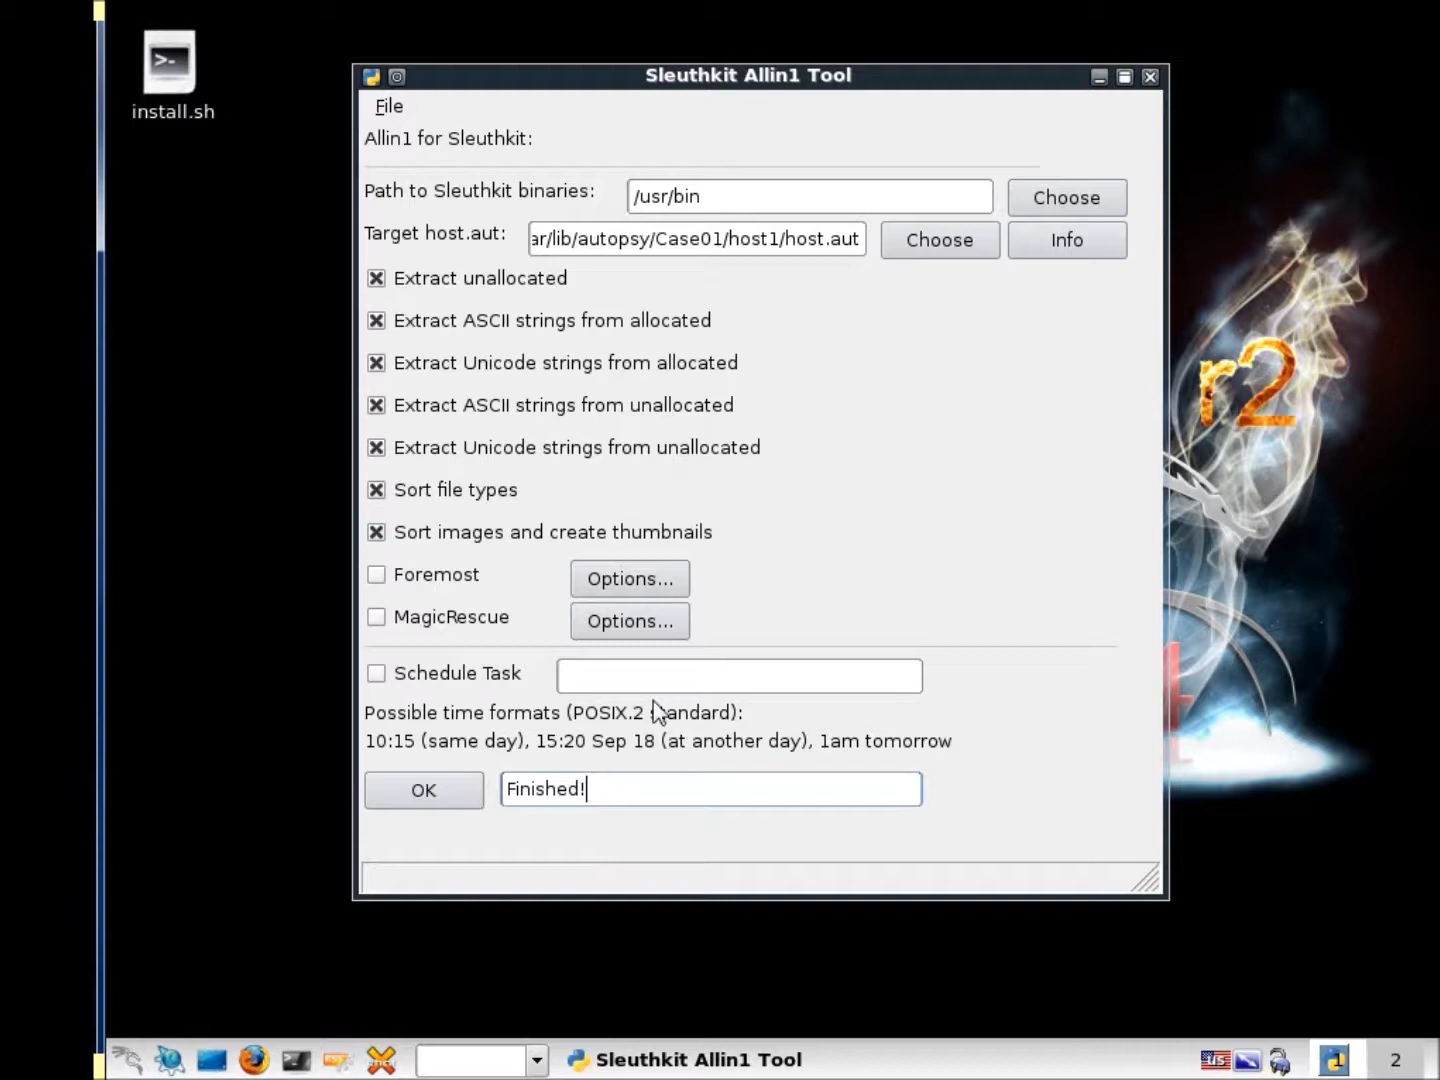 install.sh
Sleuthkit Allin1 Tool
File
Allin1 for Sleuthkit:
Path to Sleuthkit binaries: /usr/bin Choose
Target host.aut: ar/lib/autopsy/Case01/host1/host.aut Choose Info
Extract unallocated
Extract ASCII strings from allocated
Extract Unicode strings from allocated
Extract ASCII strings from unallocated
Extract Unicode strings from unallocated
Sort file types
Sort images and create thumbnails
Foremost Options...
MagicRescue Options...
Schedule Task
Possible time formats (POSIX.2 standard):
10:15 (same day), 15:20 Sep 18 (at another day), 1am tomorrow
OK Finished!
r2
Sleuthkit Allin1 Tool
US
1 2